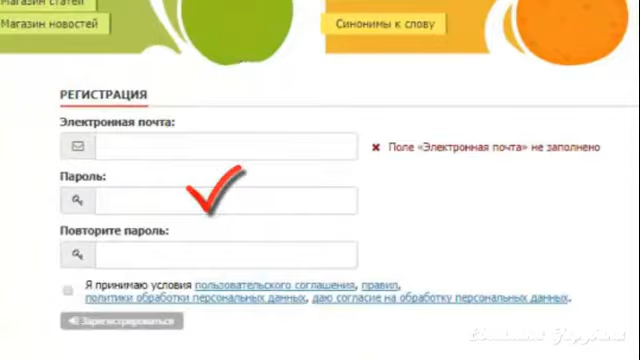 Магазин статей
Магазин новостей
Синонимы к слову
РЕГИСТРАЦИЯ
Электронная почта:
Поле «Электронная почта» не заполнено
Пароль:
Повторите пароль:
Я принимаю условия пользовательского соглашения, правил,
политики обработки персональных данных, даю согласие на обработку персональных данных.
Зарегистрироваться